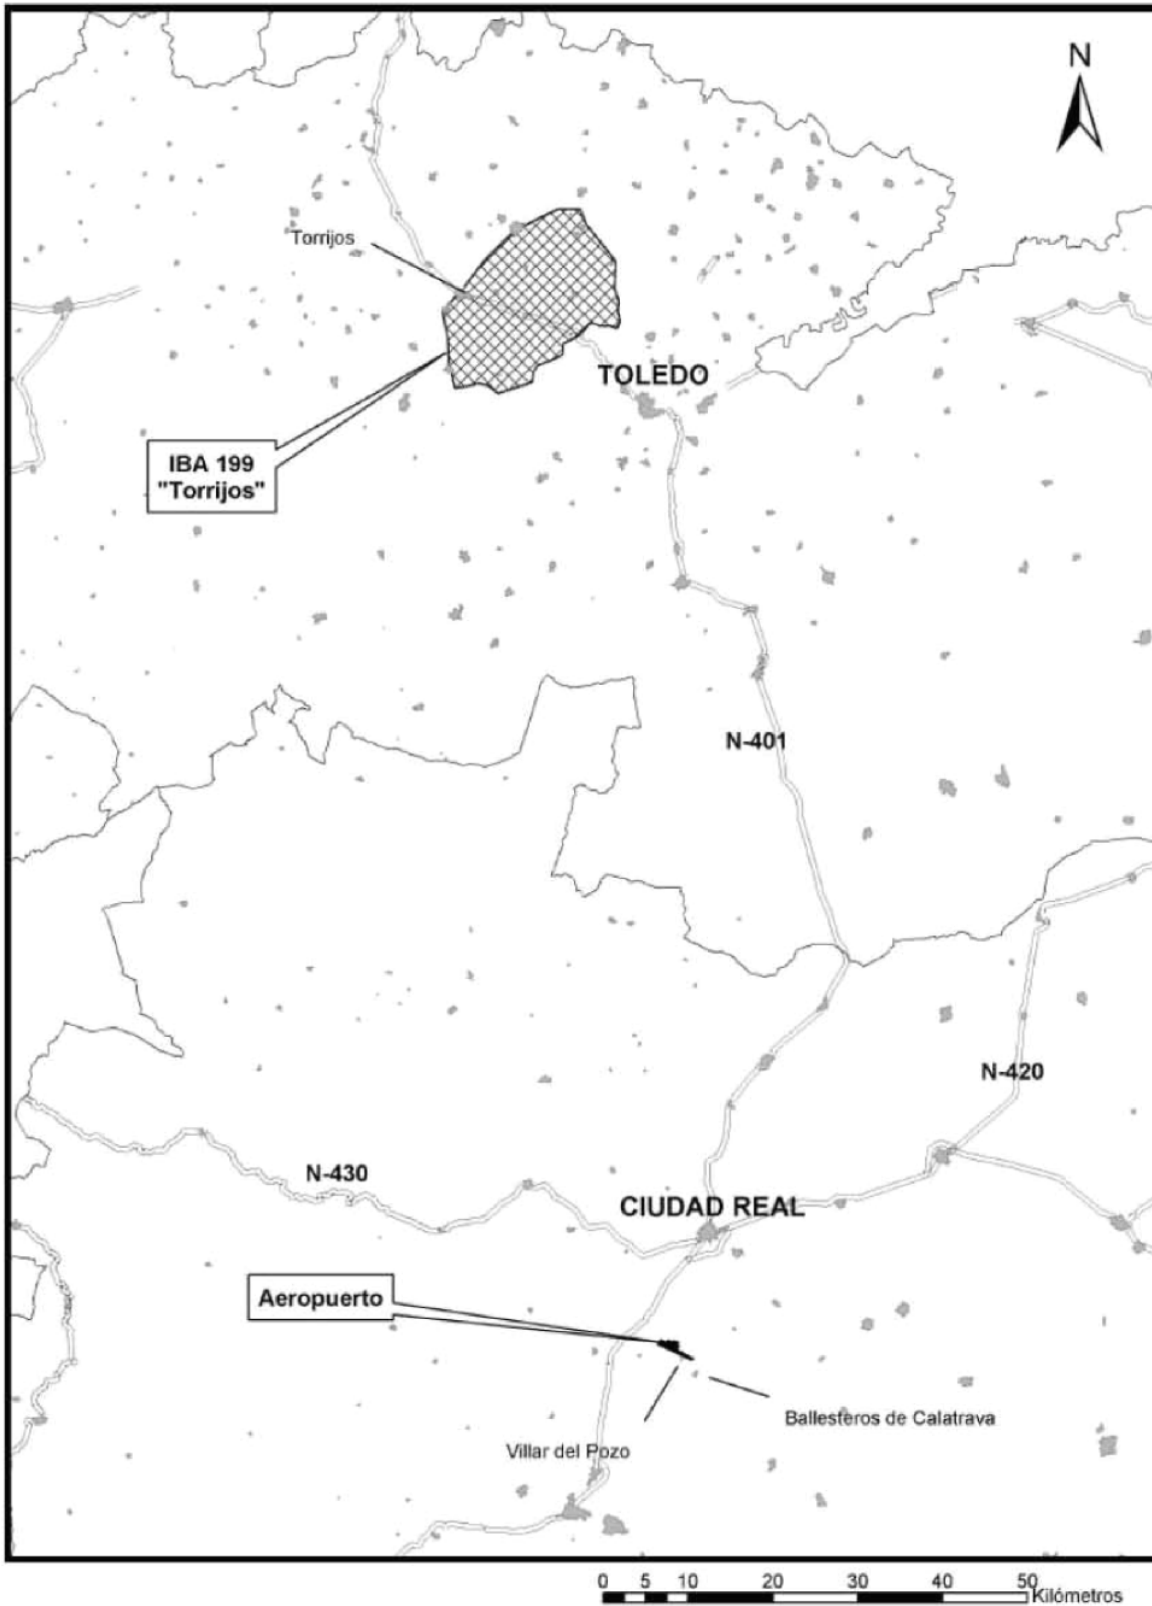 N
Torrijos
TOLEDO
IBA 199
"Torrijos"
N-401
N-420
N-430
CIUDAD REAL
Aeropuerto
Ballesteros de Calatrava
Villar del Pozo
0 5 10 20 30 40 50
Kilómetros